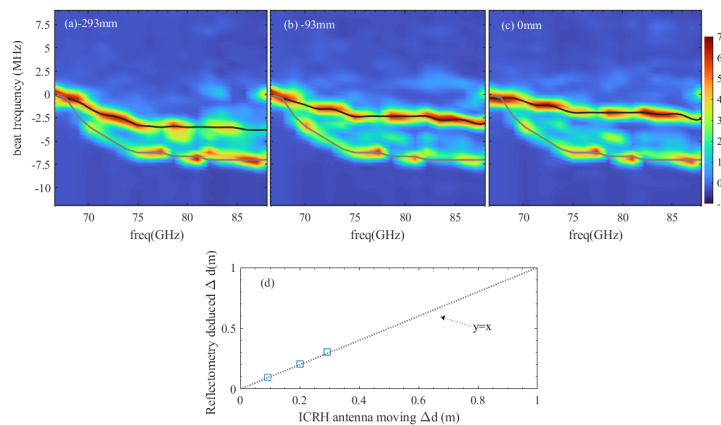 (a)-293mm
(b) -93mm
(c) 0mm
beat frequency (MHz)
7.5
5
2.5
0
-2.5
-5
-7.5
-10
70 75 80 85
70 75 80 85
70 75 80 85
freq(GHz)
freq(GHz)
freq(GHz)
7
6
5
4
3
2
1
0
(d)
y=x
Reflectometry deduced Δ d(m)
1
0.5
0
0 0.2 0.4 0.6 0.8 1
ICRH antenna moving Δd (m)